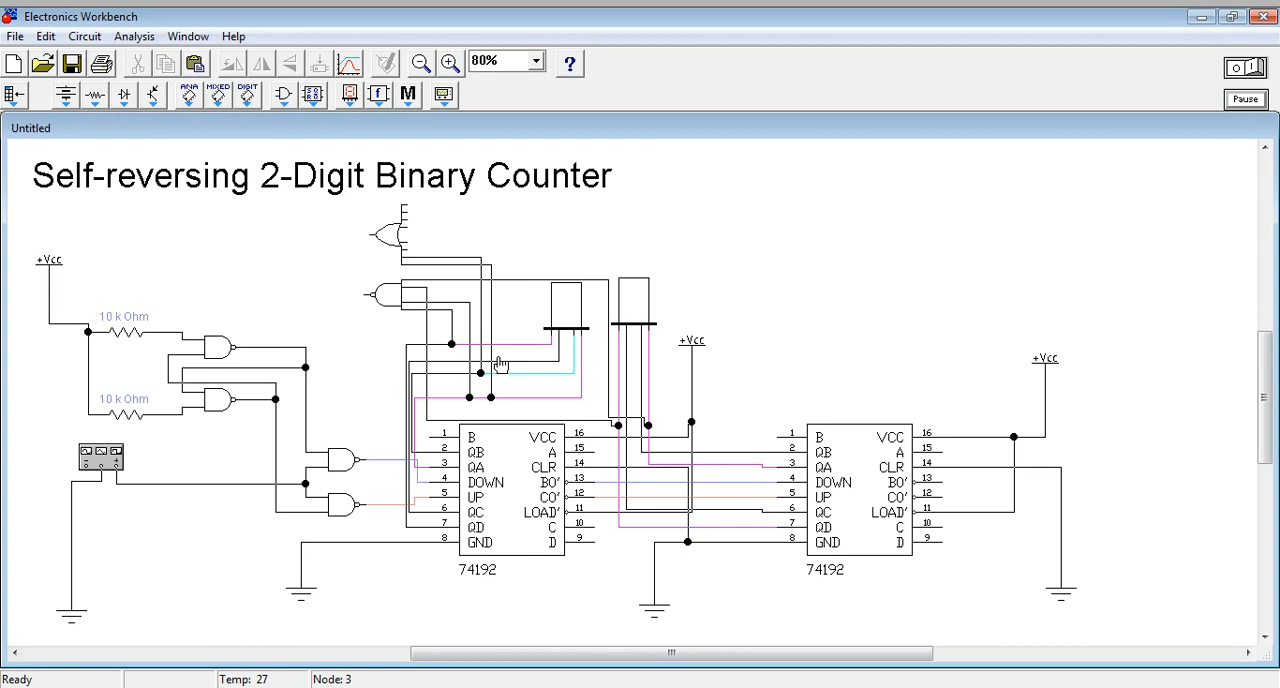 Electronics Workbench
File Edit Circuit Analysis Window Help
80% ?
ANA MIXED DIGIT f M
Pause
Untitled
Self-reversing 2-Digit Binary Counter
+Vcc
10 k Ohm
+Vcc
+Vcc
10 k Ohm
1 B VCC 16
2 QB A 15
3 QA CLR 14
4 DOWN BO' 13
5 UP CO' 12
6 QC LOAD' 11
7 QD C 10
8 GND D 9
74192
1 B VCC 16
2 QB A 15
3 QA CLR 14
4 DOWN BO' 13
5 UP CO' 12
6 QC LOAD' 11
7 QD C 10
8 GND D 9
74192
Ready Temp: 27 Node: 3